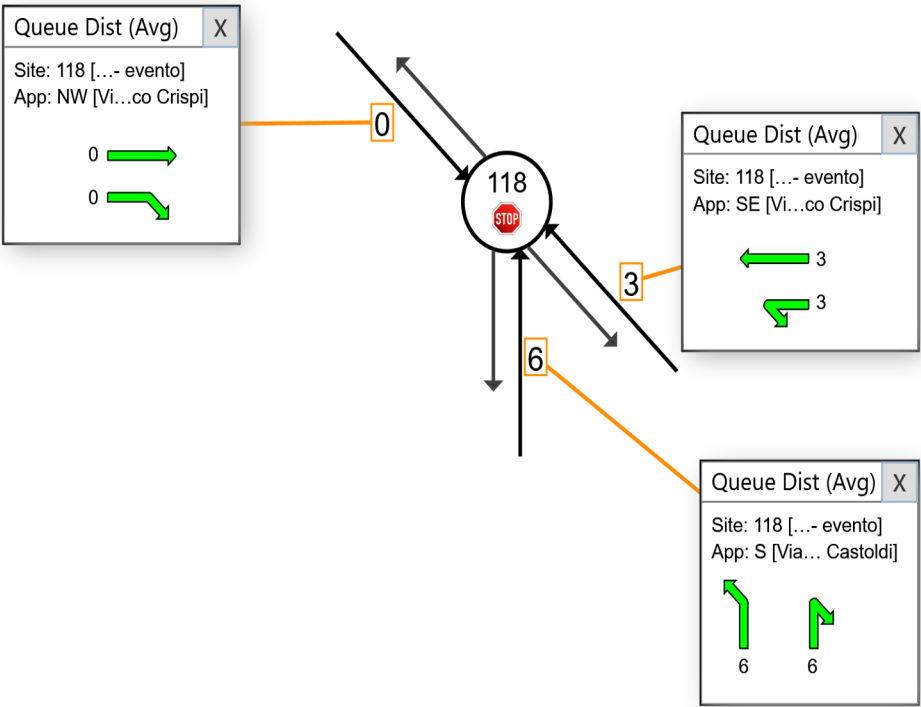 Queue Dist (Avg) X
Site: 118 [...- evento]
App: NW [Vi...co Crispi]
0
0
0
118
STOP
Queue Dist (Avg) X
Site: 118 [...- evento]
App: SE [Vi...co Crispi]
3
3
3
6
Queue Dist (Avg) X
Site: 118 [...- evento]
App: S [Via... Castoldi]
6 6